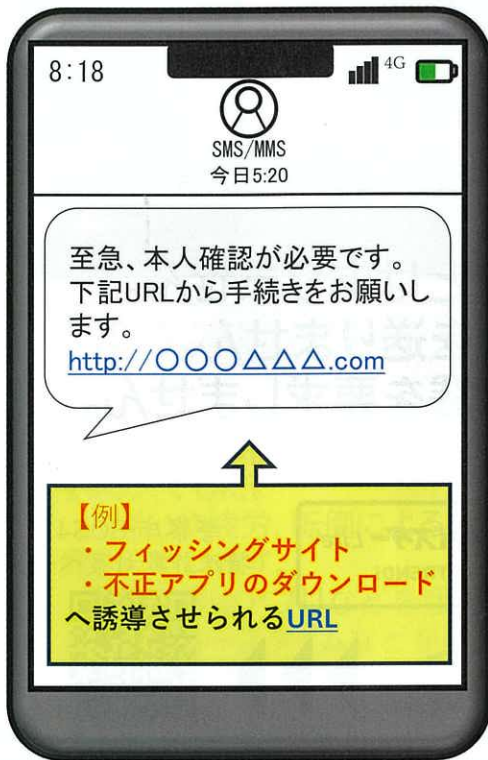 8:18
4G
SMS/MMS
今日5:20
至急、本人確認が必要です。
下記URLから手続きをお願いし
ます。
http://〇〇〇△△△.com
【例】
・フィッシングサイト
・不正アプリのダウンロード
へ誘導させられるURL